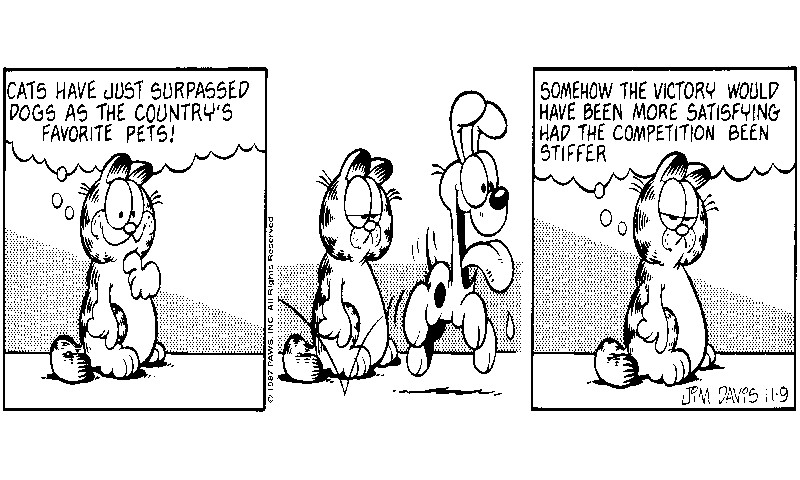 CATS HAVE JUST SURPASSED
DOGS AS THE COUNTRY'S
FAVORITE PETS!
© 1987 PAWS, INC. All Rights Reserved
SOMEHOW THE VICTORY WOULD
HAVE BEEN MORE SATISFYING
HAD THE COMPETITION BEEN
STIFFER
JIM DAVIS 11-9